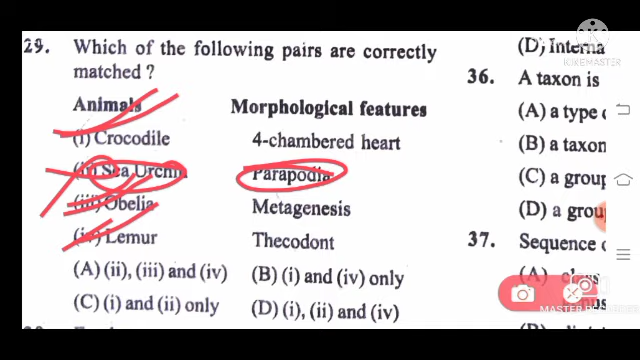 29. Which of the following pairs are correctly
matched ?
Animals Morphological features
(i) Crocodile 4-chambered heart
(ii) Sea Urchin Parapodia
(iii) Obelia Metagenesis
(iv) Lemur Thecodont
(A) (ii), (iii) and (iv) (B) (i) and (iv) only
(C) (i) and (ii) only (D) (i), (ii) and (iv)
(D) Interna
36. A taxon is
(A) a type
(B) a taxon
(C) a group
(D) a group
37. Sequence
(A) class
KINEMASTER